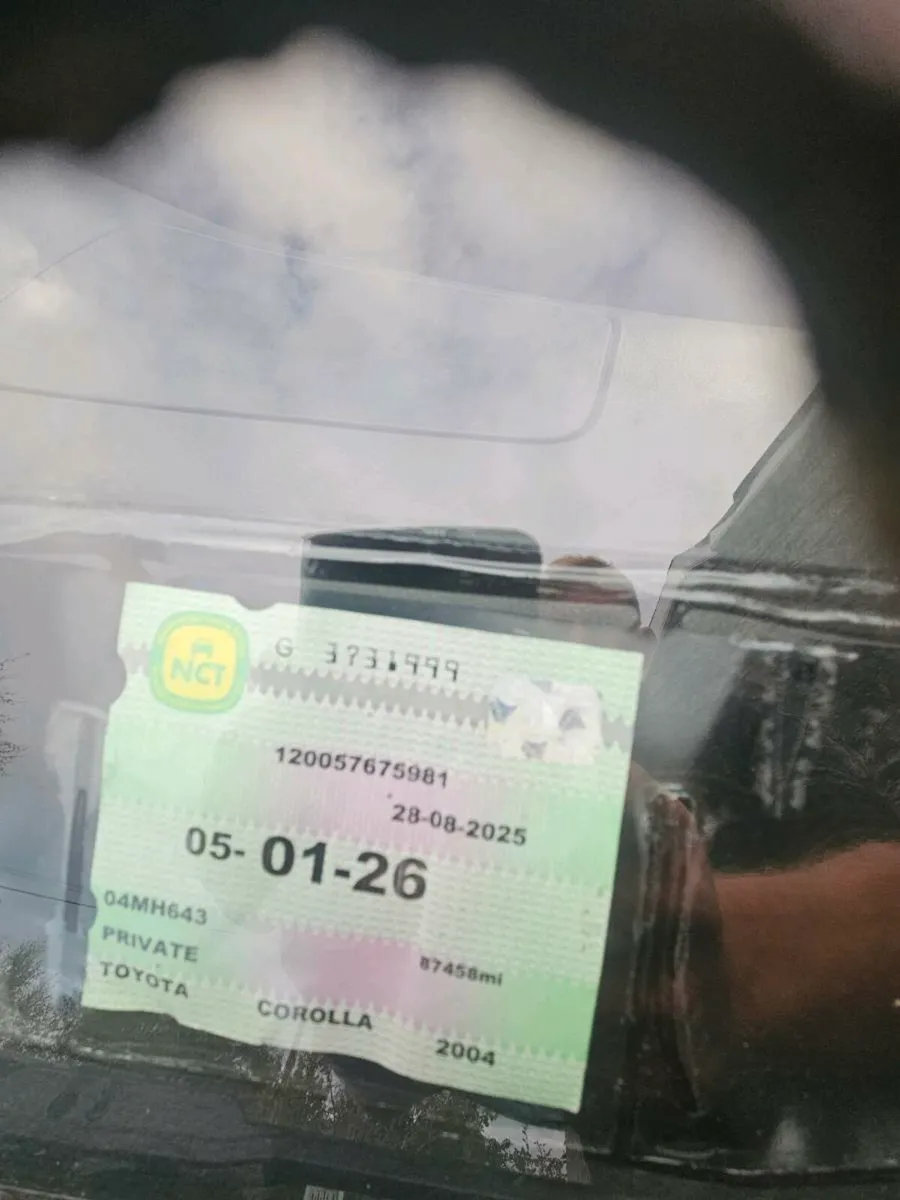 NCT
G 3731999
120057675981
28-08-2025
05-01-26
04MH643
PRIVATE
87458mi
TOYOTA
COROLLA
2004